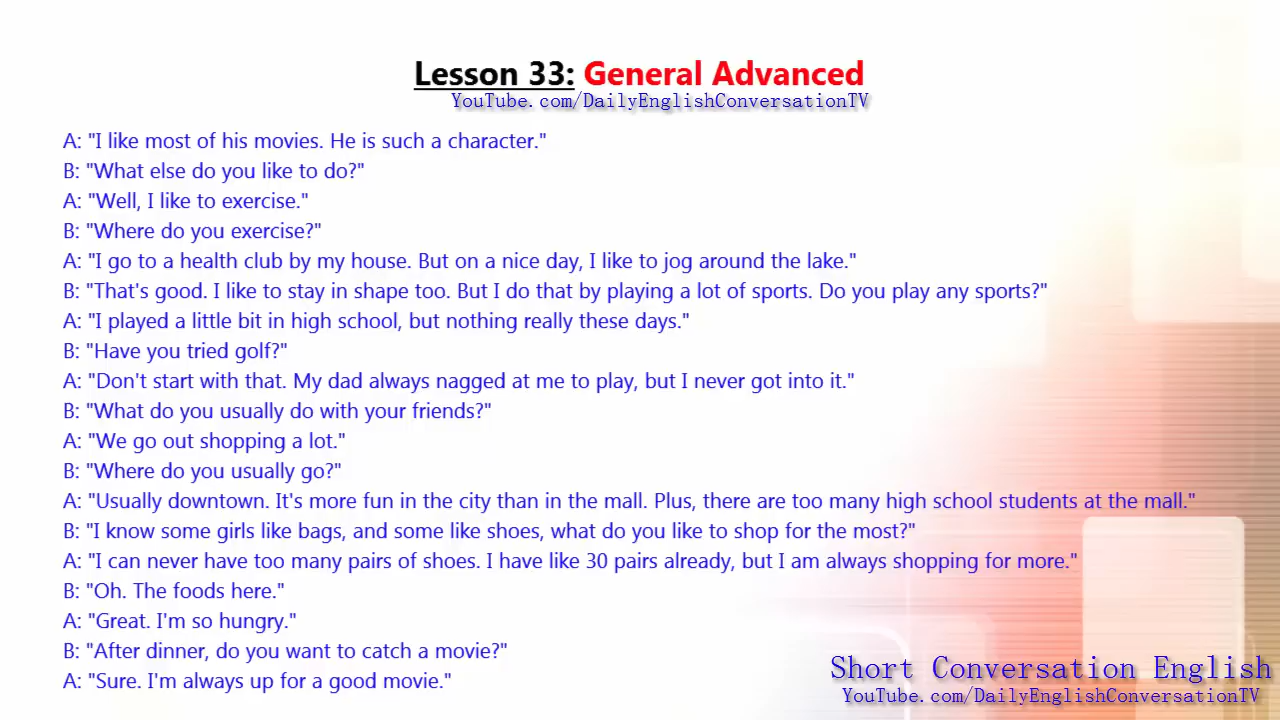 Lesson 33: General Advanced
YouTube.com/DailyEnglishConversationTV
A: "I like most of his movies. He is such a character."
B: "What else do you like to do?"
A: "Well, I like to exercise."
B: "Where do you exercise?"
A: "I go to a health club by my house. But on a nice day, I like to jog around the lake."
B: "That's good. I like to stay in shape too. But I do that by playing a lot of sports. Do you play any sports?"
A: "I played a little bit in high school, but nothing really these days."
B: "Have you tried golf?"
A: "Don't start with that. My dad always nagged at me to play, but I never got into it."
B: "What do you usually do with your friends?"
A: "We go out shopping a lot."
B: "Where do you usually go?"
A: "Usually downtown. It's more fun in the city than in the mall. Plus, there are too many high school students at the mall."
B: "I know some girls like bags, and some like shoes, what do you like to shop for the most?"
A: "I can never have too many pairs of shoes. I have like 30 pairs already, but I am always shopping for more."
B: "Oh. The foods here."
A: "Great. I'm so hungry."
B: "After dinner, do you want to catch a movie?"
A: "Sure. I'm always up for a good movie."
Short Conversation English
YouTube.com/DailyEnglishConversationTV